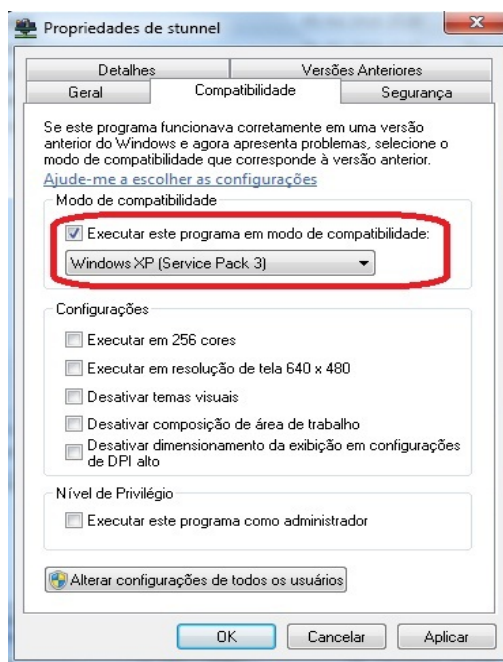 Propriedades de stunnel
Detalhes
Versões Anteriores
Geral
Compatibilidade
Segurança
Se este programa funcionava corretamente em uma versão
anterior do Windows e agora apresenta problemas, selecione o
modo de compatibilidade que corresponde à versão anterior.
Ajude-me a escolher as configurações
Modo de compatibilidade
Executar este programa em modo de compatibilidade:
Windows XP (Service Pack 3)
Configurações
Executar em 256 cores
Executar em resolução de tela 640 x 480
Desativar temas visuais
Desativar composição de área de trabalho
Desativar dimensionamento da exibição em configurações
de DPI alto
Nível de Privilégio
Executar este programa como administrador
Alterar configurações de todos os usuários
OK
Cancelar
Aplicar